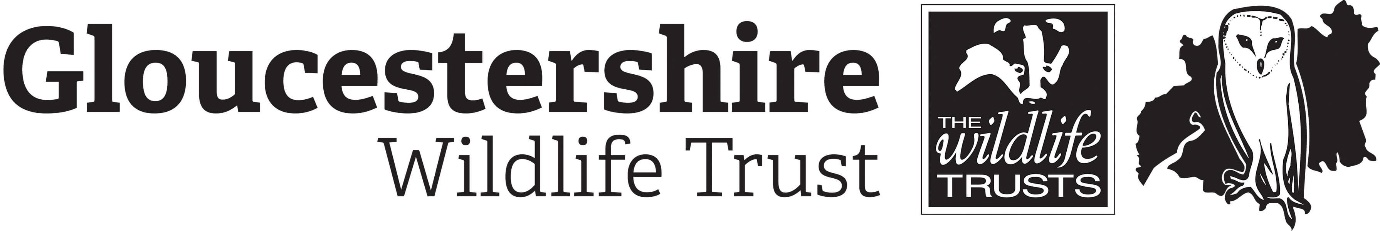 Gloucestershire
Wildlife Trust
THE
wildlife
TRUSTS